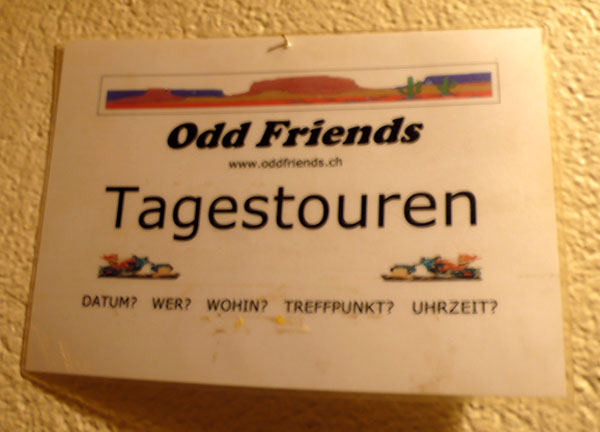 Odd Friends
www.oddfriends.ch
Tagestouren
DATUM? WER? WOHIN? TREFFPUNKT? UHRZEIT?